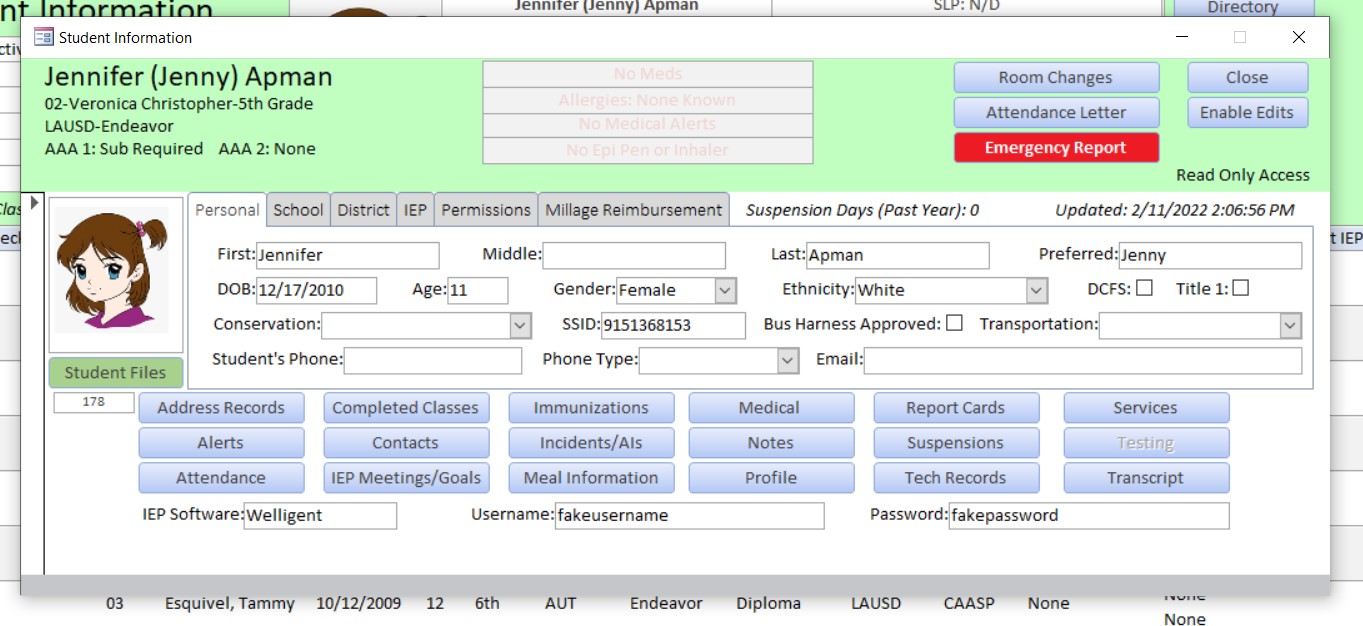 nt Information
Jennifer (Jenny) Apman
SLP: N/D
Directory
Student Information
Jennifer (Jenny) Apman
02-Veronica Christopher-5th Grade
LAUSD-Endeavor
AAA 1: Sub Required AAA 2: None
No Meds
Allergies: None Known
No Medical Alerts
No Epi Pen or Inhaler
Room Changes Close
Attendance Letter Enable Edits
Emergency Report
Read Only Access
Personal School District IEP Permissions Millage Reimbursement Suspension Days (Past Year): 0 Updated: 2/11/2022 2:06:56 PM
t IEP
First: Jennifer Middle: Last: Apman Preferred: Jenny
DOB: 12/17/2010 Age: 11 Gender: Female Ethnicity: White DCFS: Title 1:
Conservation: SSID: 9151368153 Bus Harness Approved: Transportation:
Student's Phone: Phone Type: Email:
Student Files
178
Address Records Completed Classes Immunizations Medical Report Cards Services
Alerts Contacts Incidents/AIs Notes Suspensions Testing
Attendance IEP Meetings/Goals Meal Information Profile Tech Records Transcript
IEP Software: Welligent Username: fakeusername Password: fakepassword
03 Esquivel, Tammy 10/12/2009 12 6th AUT Endeavor Diploma LAUSD CAASP None None
None